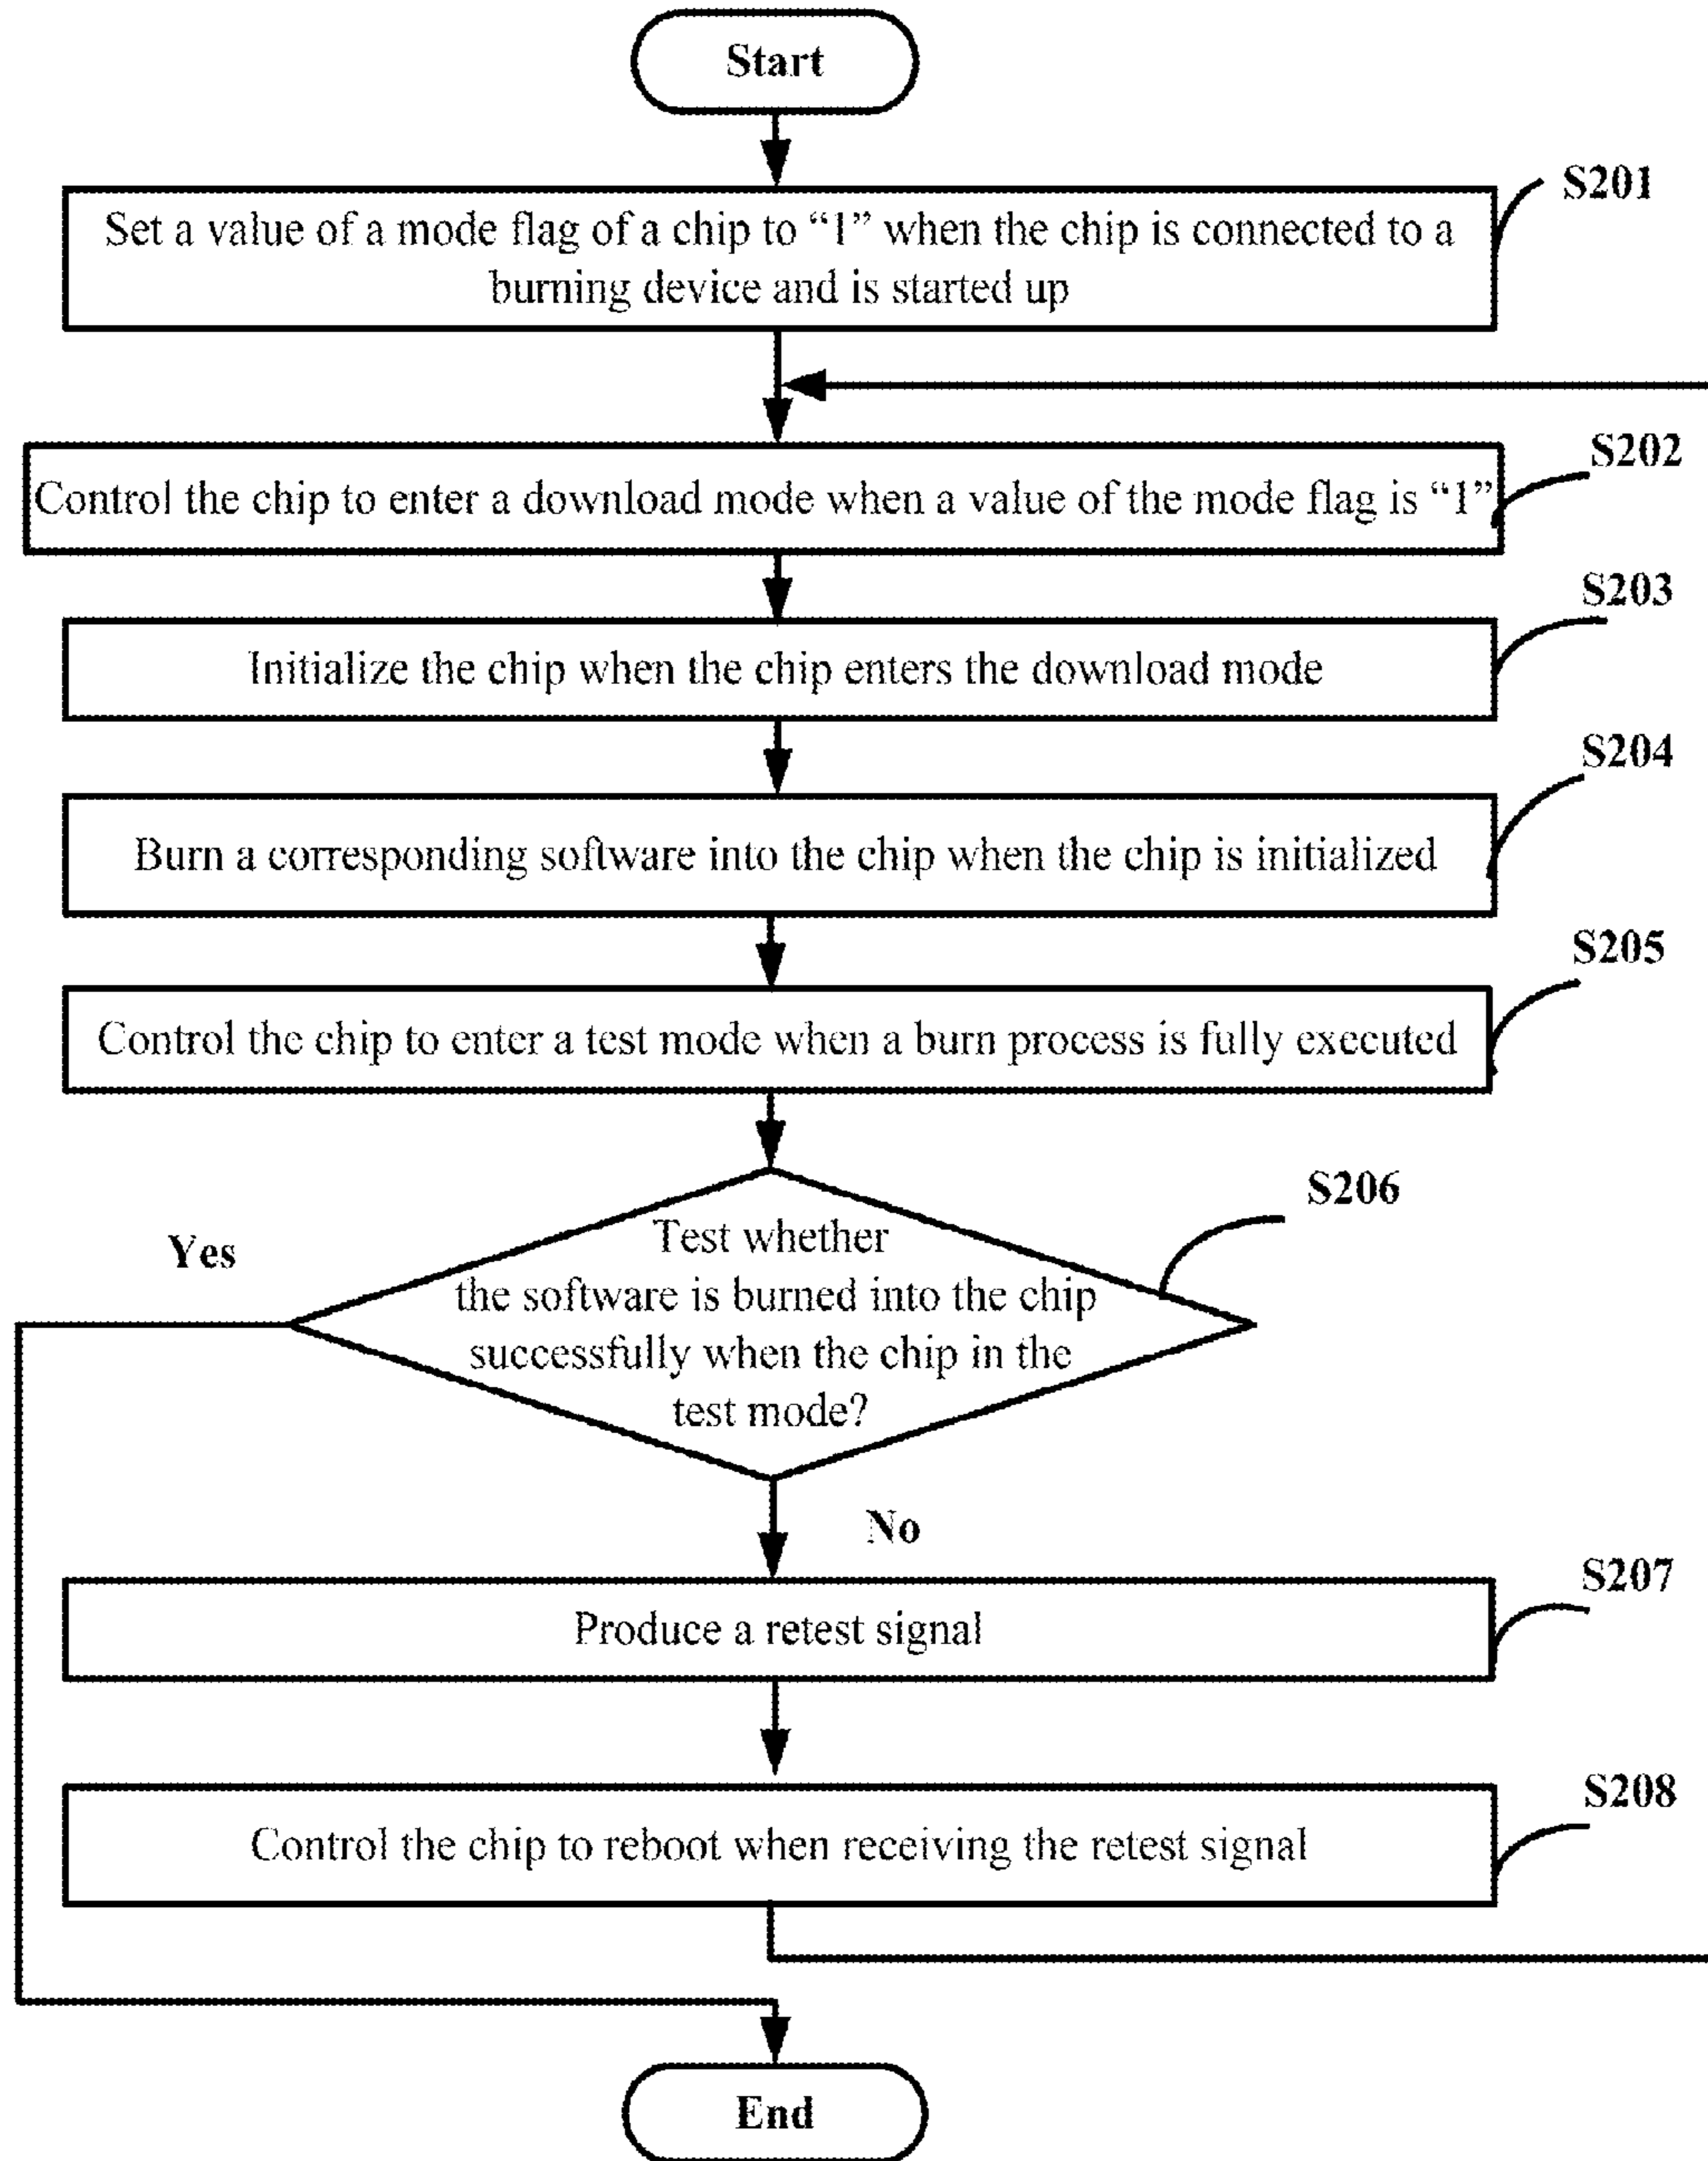 Start
S201
Set a value of a mode flag of a chip to “1” when the chip is connected to a
burning device and is started up
S202
Control the chip to enter a download mode when a value of the mode flag is “1”
S203
Initialize the chip when the chip enters the download mode
S204
Burn a corresponding software into the chip when the chip is initialized
S205
Control the chip to enter a test mode when a burn process is fully executed
S206
Yes
Test whether
the software is burned into the chip
successfully when the chip in the
test mode?
No
S207
Produce a retest signal
S208
Control the chip to reboot when receiving the retest signal
End